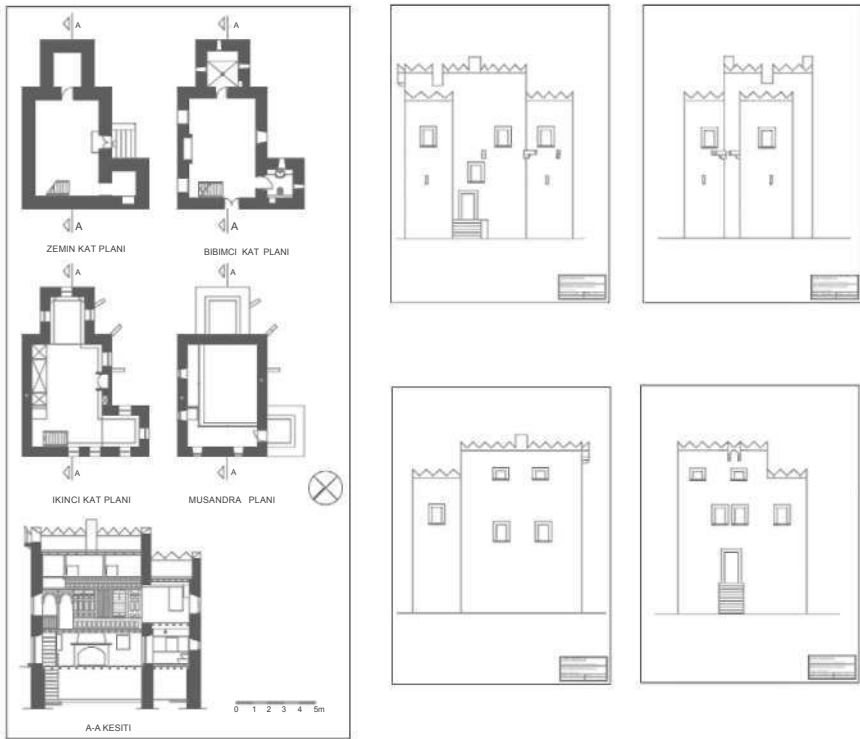 A A
A A
ZEMIN KAT PLANI BIBIMCI KAT PLANI
A A
A A
IKINCI KAT PLANI MUSANDRA PLANI
0 1 2 3 4 5m
A-A KESITI